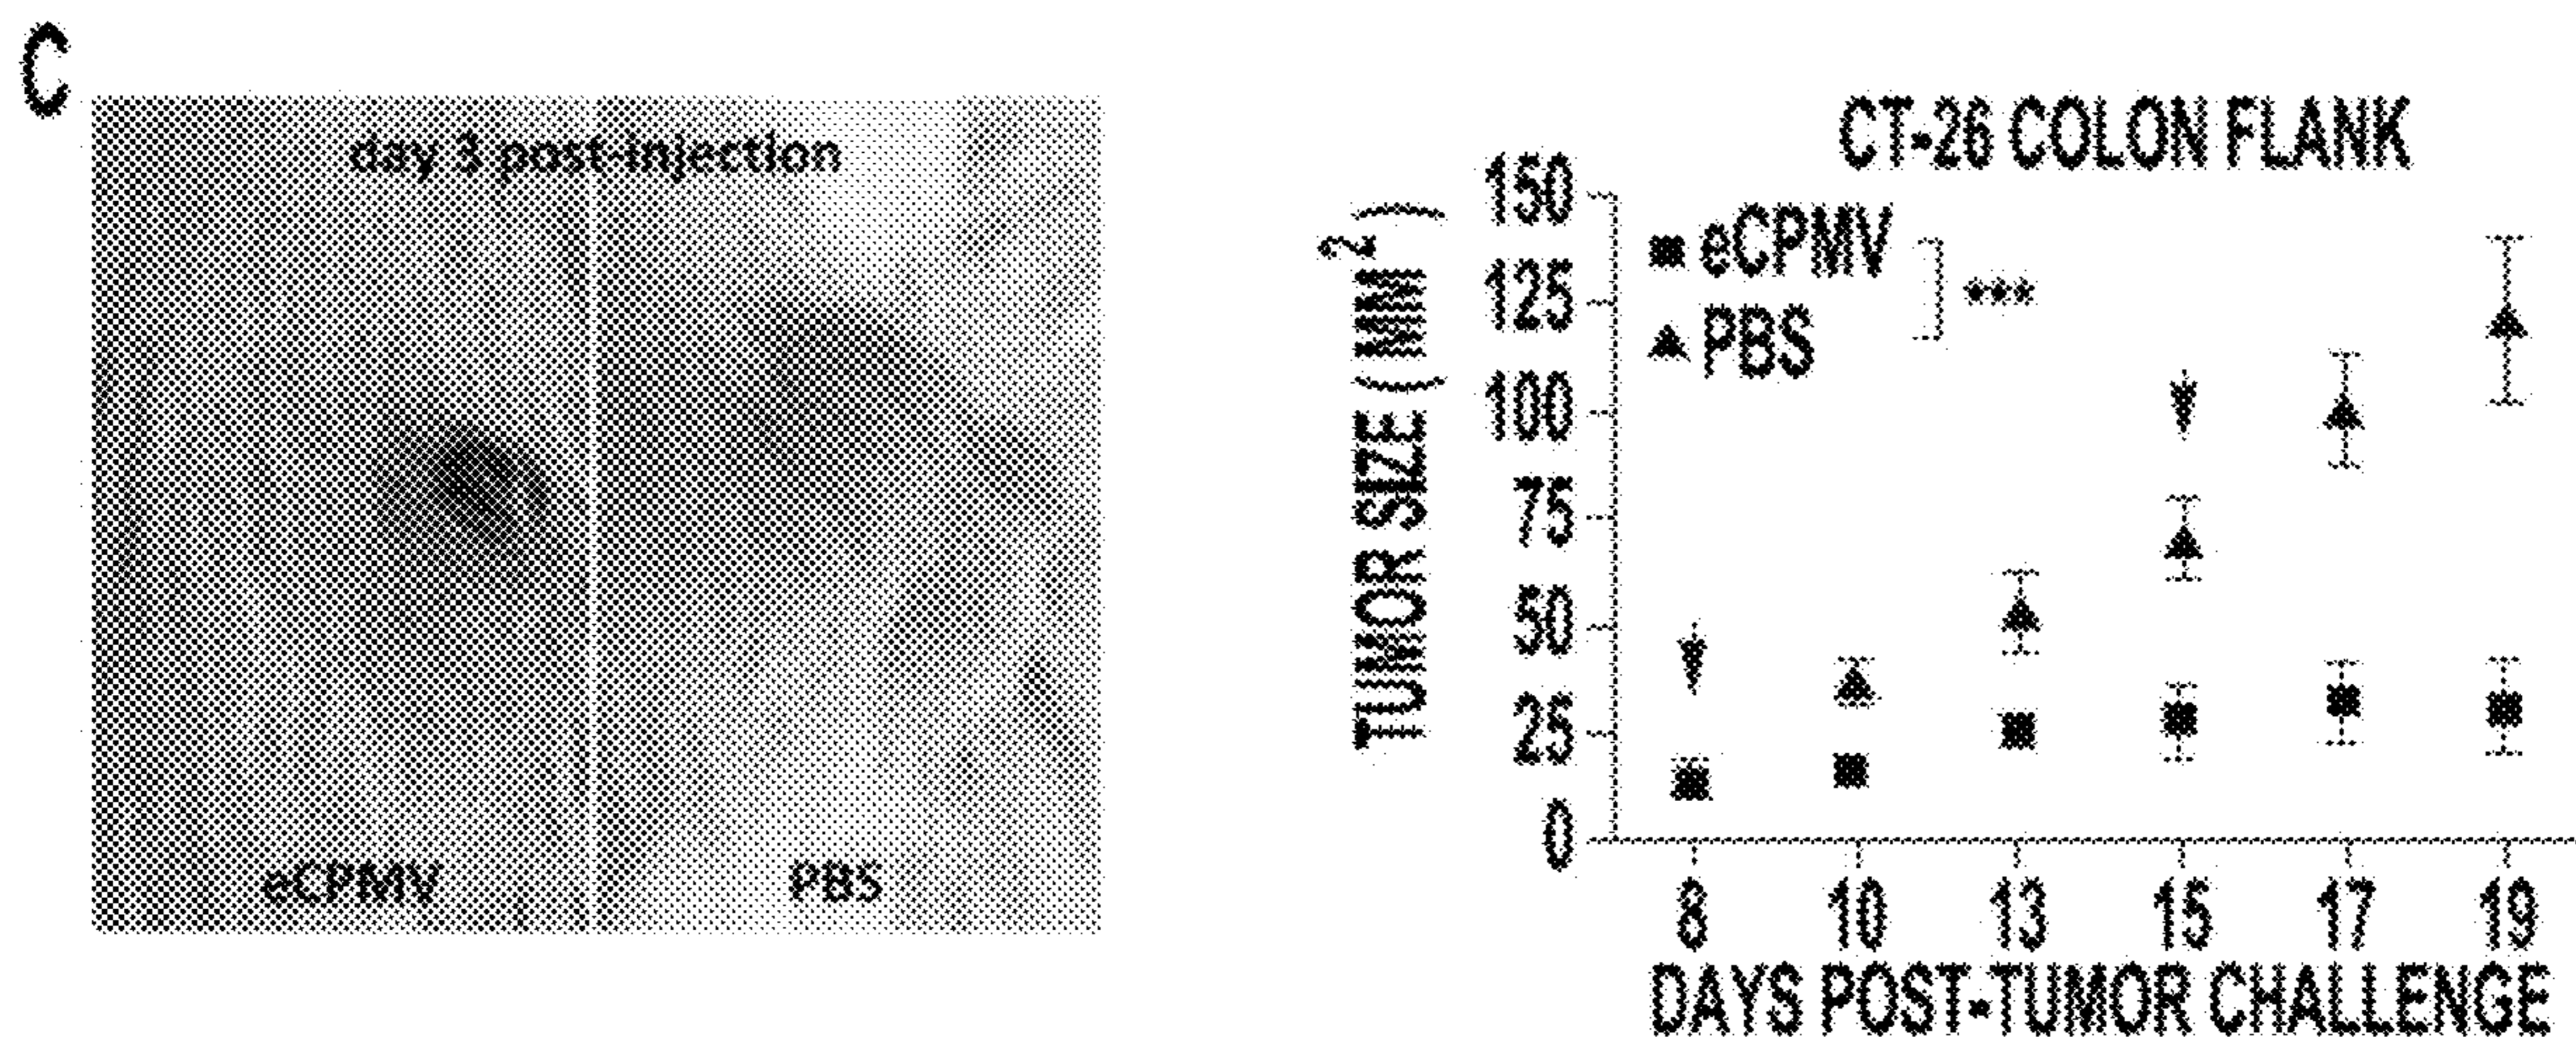 C
day 3 post-injection
eCPMV
PBS
CT-26 COLON FLANK
TUMOR SIZE (MM²)
150
125
100
75
50
25
0
eCPMV
PBS
***
8 10 13 15 17 19
DAYS POST-TUMOR CHALLENGE